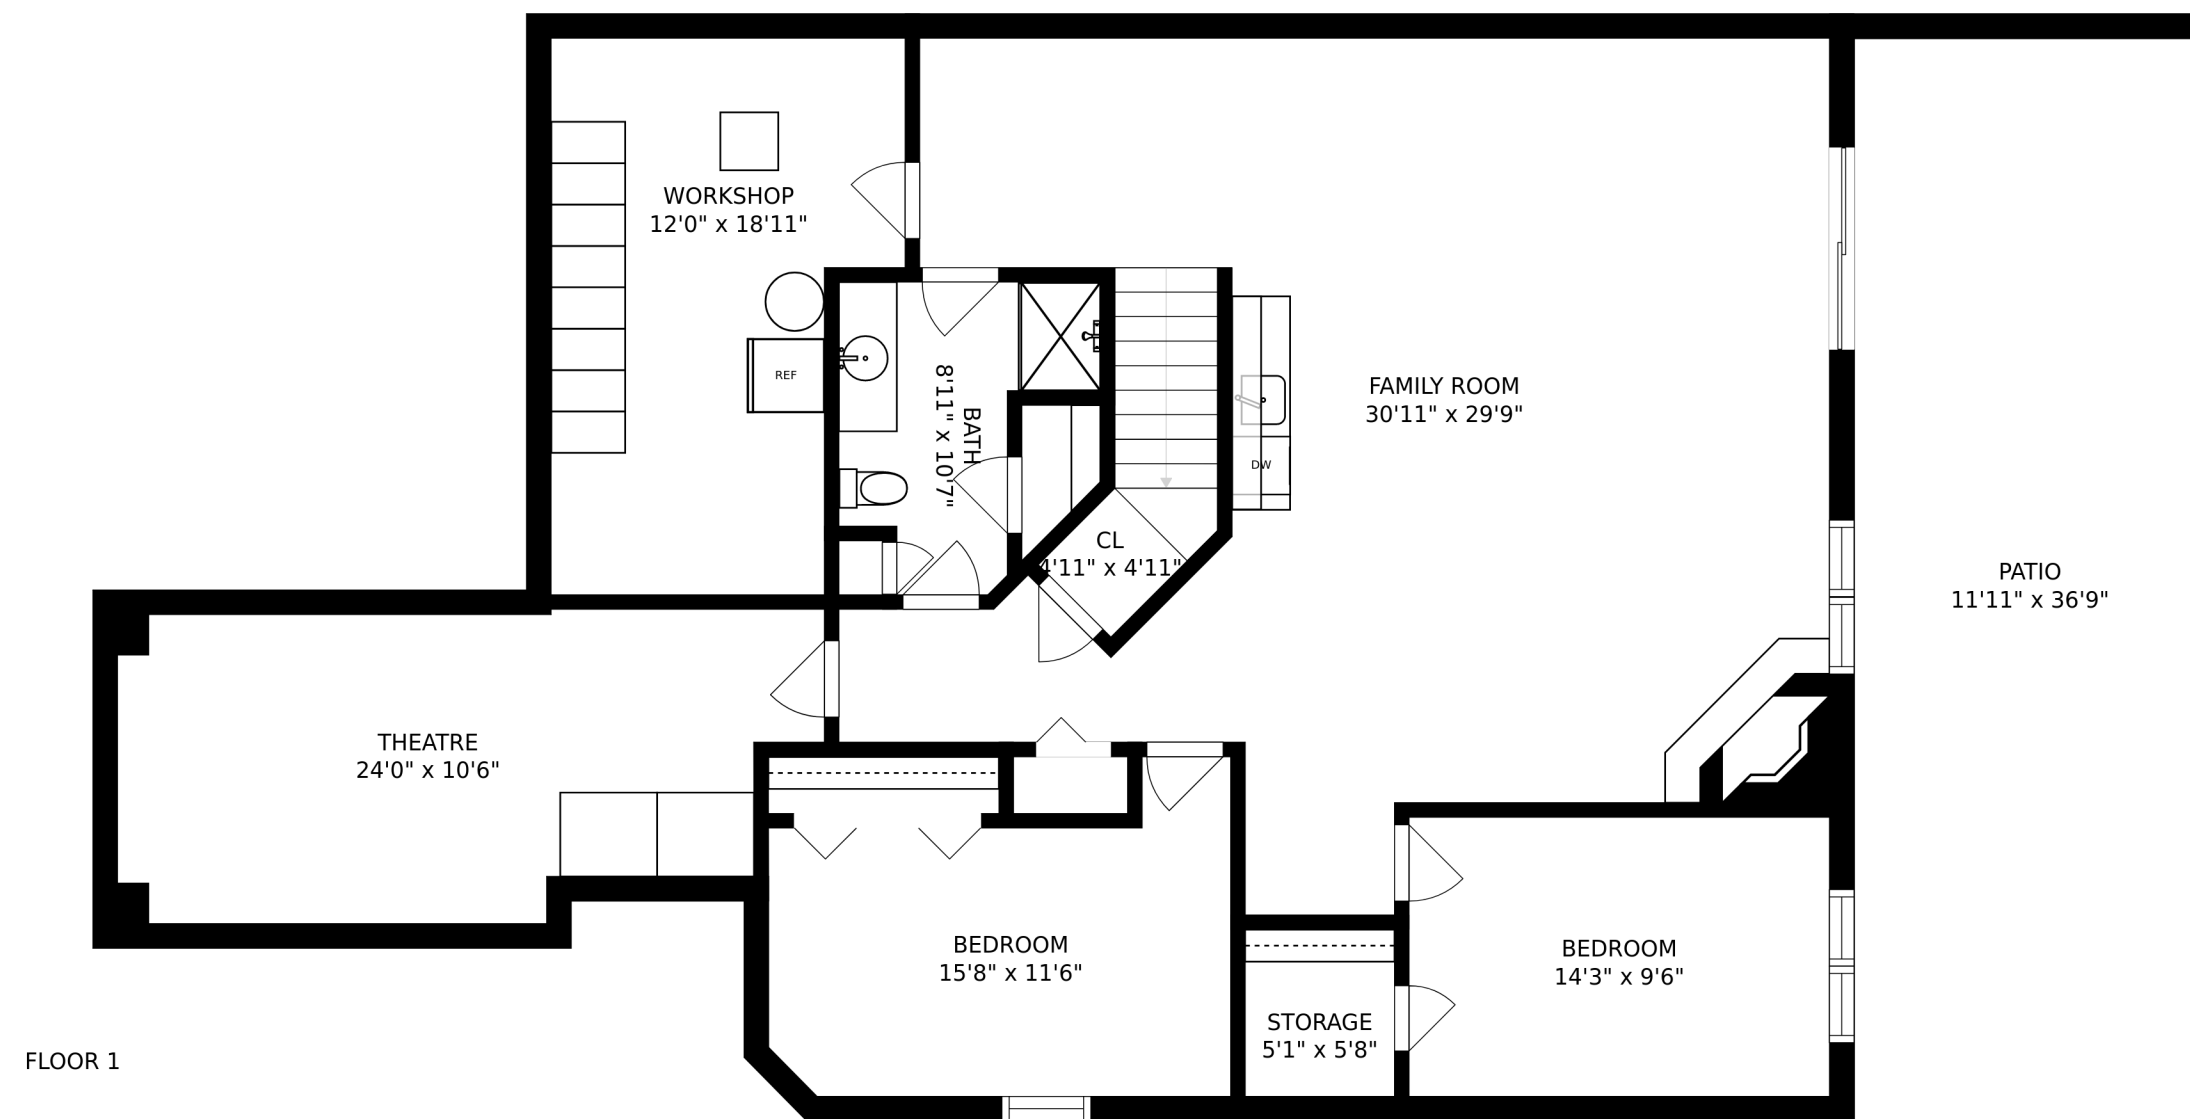 WORKSHOP
12'0" x 18'11"
REF
BATH
8'11" x 10'7"
CL
4'11" x 4'11"
DW
FAMILY ROOM
30'11" x 29'9"
PATIO
11'11" x 36'9"
THEATRE
24'0" x 10'6"
BEDROOM
15'8" x 11'6"
STORAGE
5'1" x 5'8"
BEDROOM
14'3" x 9'6"
FLOOR 1